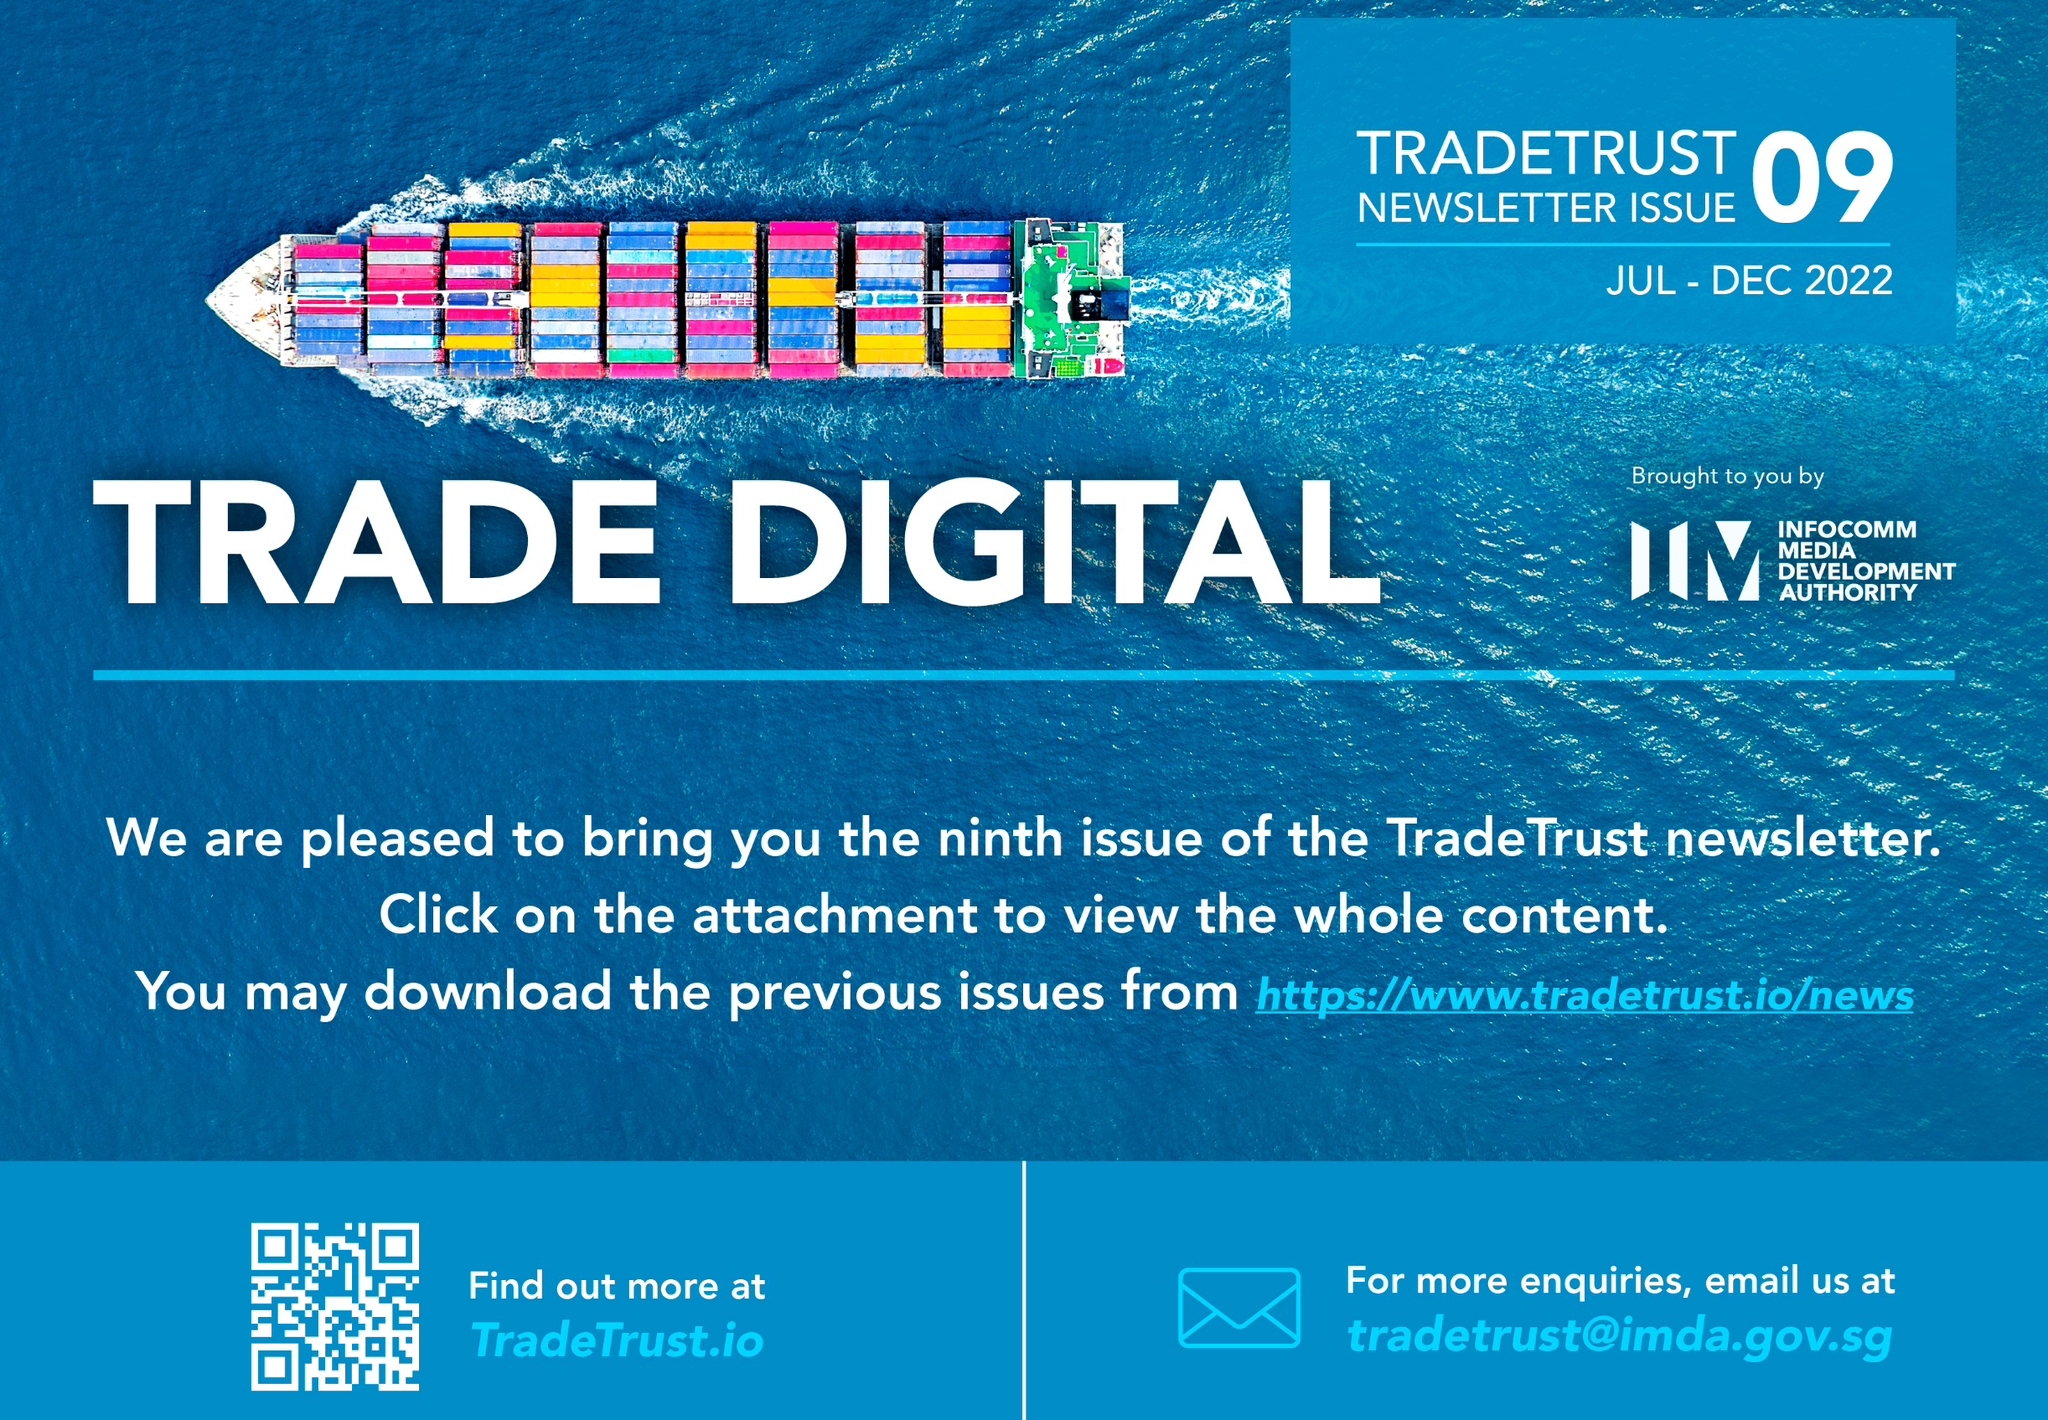 TRADETRUST
NEWSLETTER ISSUE 09
JUL - DEC 2022
TRADE DIGITAL
Brought to you by
INFOCOMM
MEDIA
DEVELOPMENT
AUTHORITY
We are pleased to bring you the ninth issue of the TradeTrust newsletter.
Click on the attachment to view the whole content.
You may download the previous issues from https://www.tradetrust.io/news
Find out more at
TradeTrust.io
For more enquiries, email us at
tradetrust@imda.gov.sg